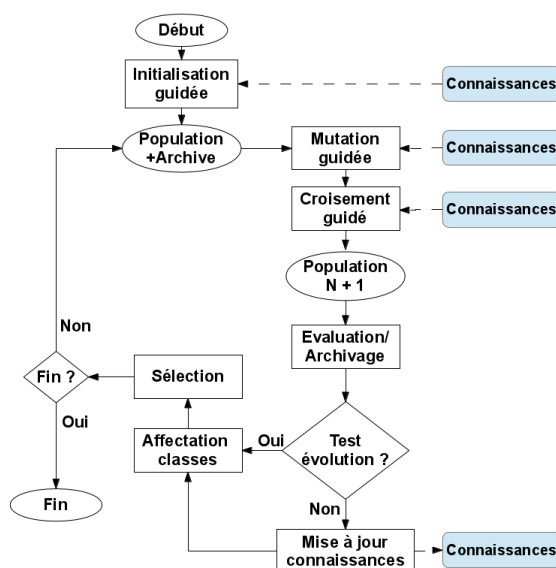 Début
Initialisation
guidée
Connaissances
Population
+Archive
Mutation
guidée
Connaissances
Croisement
guidé
Connaissances
Population
N + 1
Evaluation/
Archivage
Non
Fin ?
Sélection
Oui
Affectation
classes
Oui
Test
évolution ?
Fin
Non
Mise à jour
connaissances
Connaissances